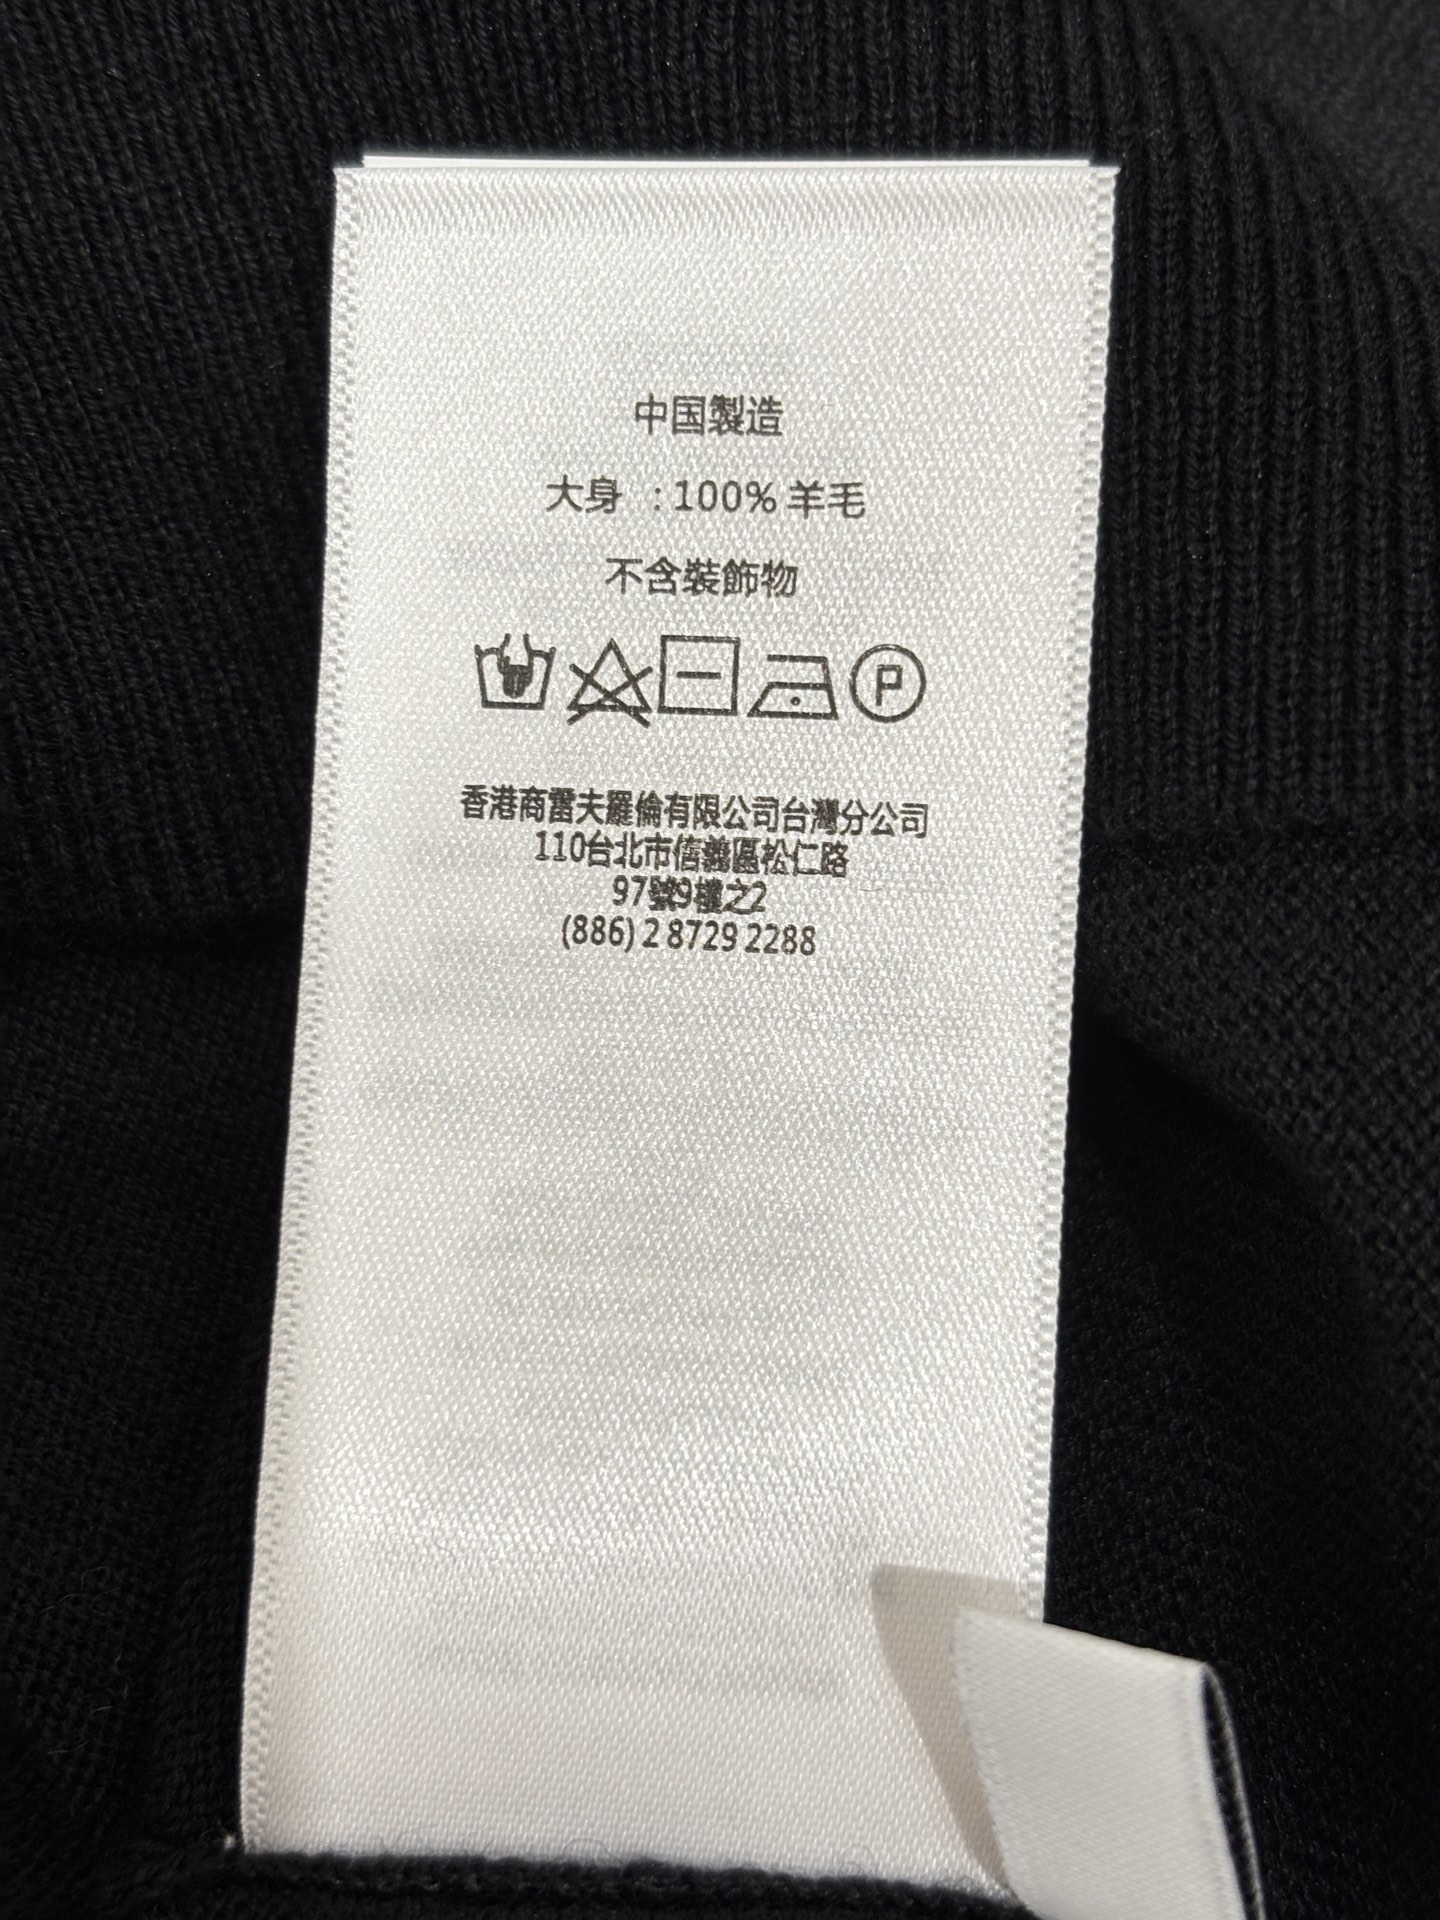 中国製造
大身 : 100% 羊毛
不含裝飾物
P
香港商雷夫羅倫有限公司台灣分公司
110台北市信義區松仁路
97號9樓之2
(886) 2 8729 2288